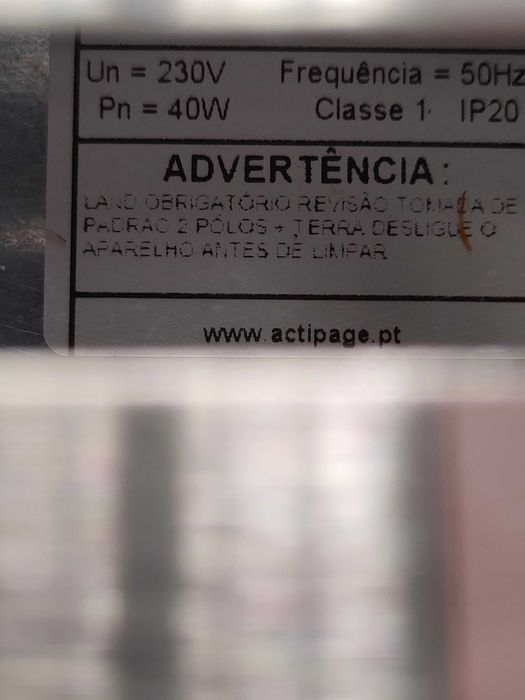 Un = 230V Frequência = 50Hz
Pn = 40W Classe 1 IP20
ADVERTÊNCIA:
OBRIGATÓRIO REVISÃO TOMADA DE
PADRÃO 2 PÓLOS + TERRA DESLIGUE O
APARELHO ANTES DE LIMPAR
www.actipage.pt